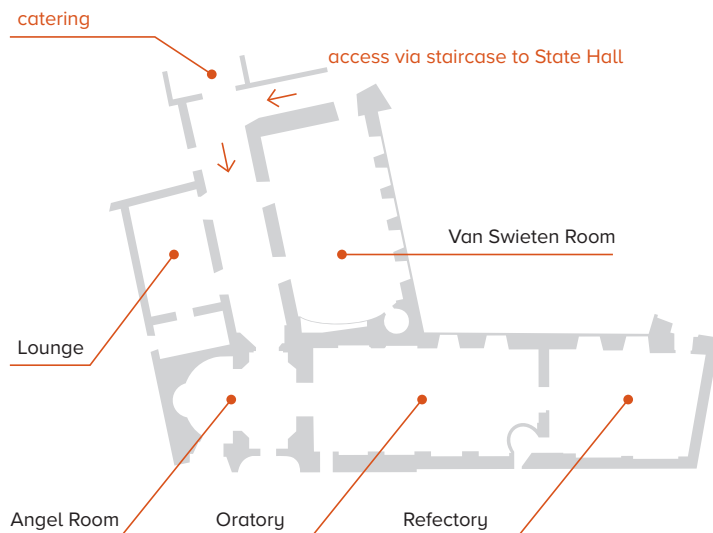 catering
access via staircase to State Hall
Van Swieten Room
Lounge
Angel Room
Oratory
Refectory